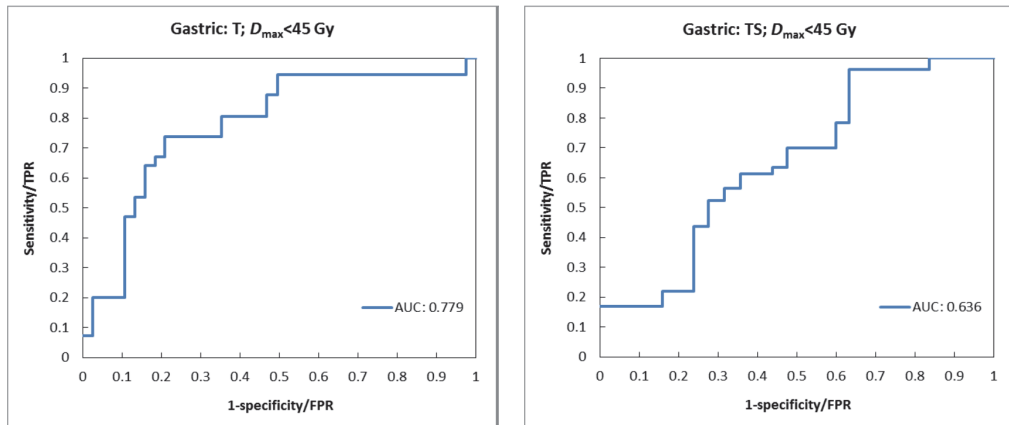 Gastric: T; Dmax<45 Gy
1
0.9
0.8
0.7
0.6
0.5
0.4
0.3
0.2
0.1
0
Sensitivity/TPR
AUC: 0.779
0 0.1 0.2 0.3 0.4 0.5 0.6 0.7 0.8 0.9 1
1-specificity/FPR
Gastric: TS; Dmax<45 Gy
1
0.9
0.8
0.7
0.6
0.5
0.4
0.3
0.2
0.1
0
Sensitivity/TPR
AUC: 0.636
0 0.1 0.2 0.3 0.4 0.5 0.6 0.7 0.8 0.9 1
1-specificity/FPR